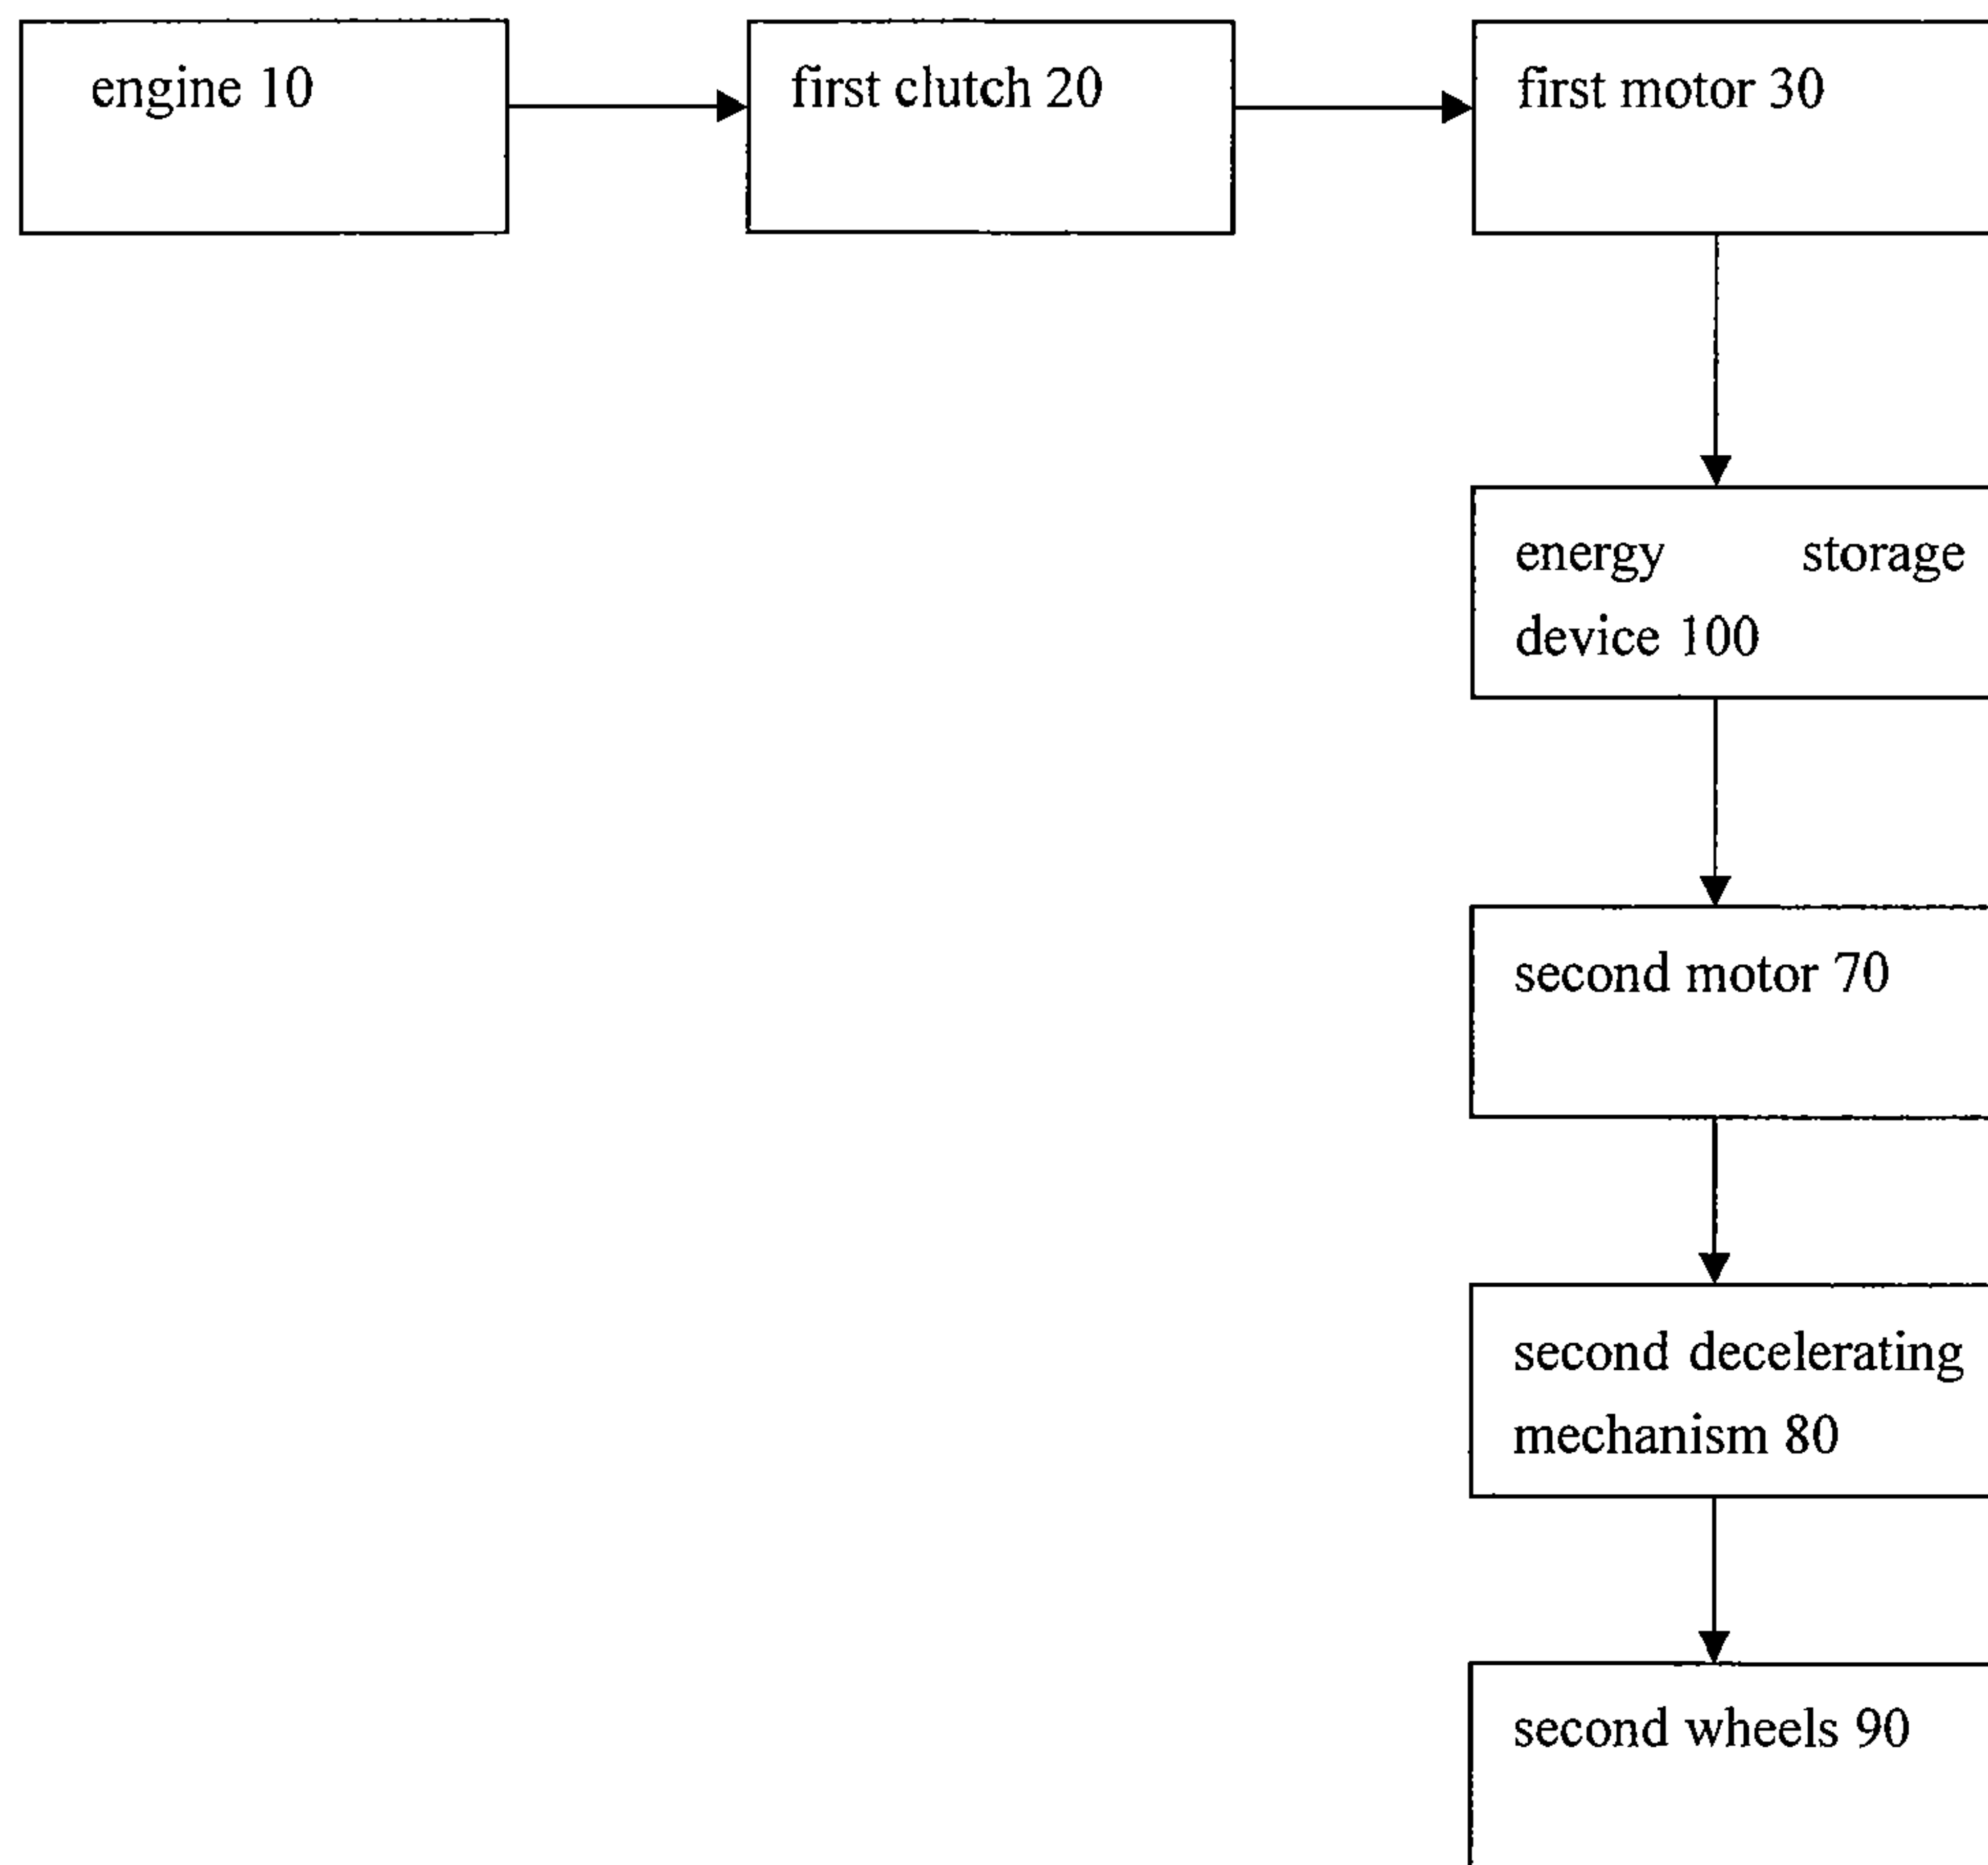 engine 10
first clutch 20
first motor 30
energy storage
device 100
second motor 70
second decelerating
mechanism 80
second wheels 90